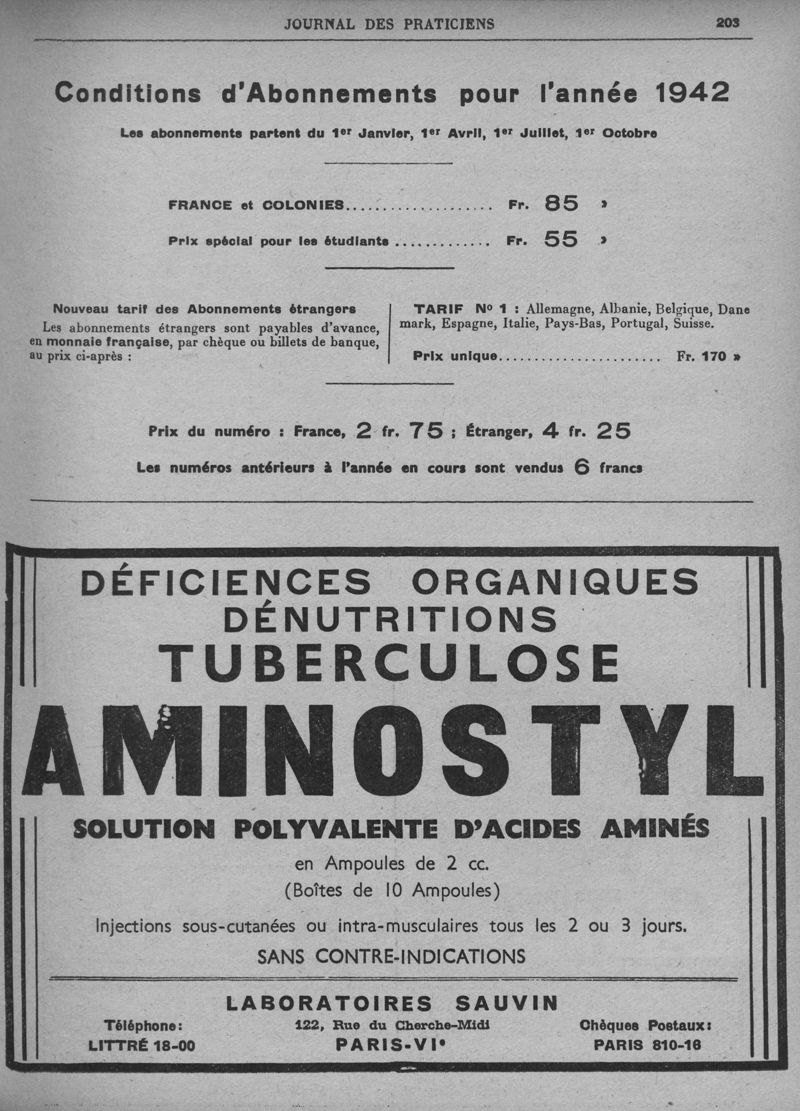 JOURNAL DES PRATICIENS 203
Conditions d'Abonnements pour l'année 1942
Les abonnements partent du 1er Janvier, 1er Avril, 1er Juillet, 1er Octobre
FRANCE et COLONIES..................... Fr. 85 »
Prix spécial pour les étudiants ............. Fr. 55 »
Nouveau tarif des Abonnements étrangers
Les abonnements étrangers sont payables d'avance,
en monnaie française, par chèque ou billets de banque,
au prix ci-après :
TARIF No 1 : Allemagne, Albanie, Belgique, Dane
mark, Espagne, Italie, Pays-Bas, Portugal, Suisse.
Prix unique....................... Fr. 170 »
Prix du numéro : France, 2 fr. 75 ; Étranger, 4 fr. 25
Les numéros antérieurs à l'année en cours sont vendus 6 francs
DÉFICIENCES ORGANIQUES
DÉNUTRITIONS
TUBERCULOSE
AMINOSTYL
SOLUTION POLYVALENTE D'ACIDES AMINÉS
en Ampoules de 2 cc.
(Boîtes de 10 Ampoules)
Injections sous-cutanées ou intra-musculaires tous les 2 ou 3 jours.
SANS CONTRE-INDICATIONS
LABORATOIRES SAUVIN
Téléphone: 122, Rue du Cherche-Midi Chèques Postaux:
LITTRÉ 18-00 PARIS-VIe PARIS 810-16